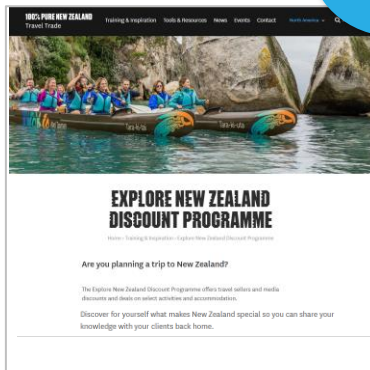 100% PURE NEW ZEALAND
Travel Trade
Training & Inspiration Tools & Resources News Events Contact North America
EXPLORE NEW ZEALAND
DISCOUNT PROGRAMME
Home › Training & Inspiration › Explore New Zealand Discount Programme
Are you planning a trip to New Zealand?
The Explore New Zealand Discount Programme offers travel sellers and media
discounts and deals on select activities and accommodation.
Discover for yourself what makes New Zealand special so you can share your
knowledge with your clients back home.